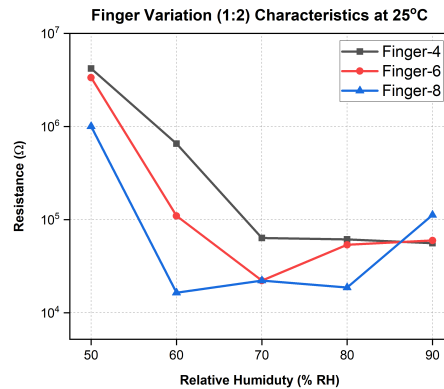 Finger Variation (1:2) Characteristics at 25°C
10⁷
10⁶
10⁵
10⁴
Resistance (Ω)
Finger-4
Finger-6
Finger-8
50 60 70 80 90
Relative Humiduty (% RH)